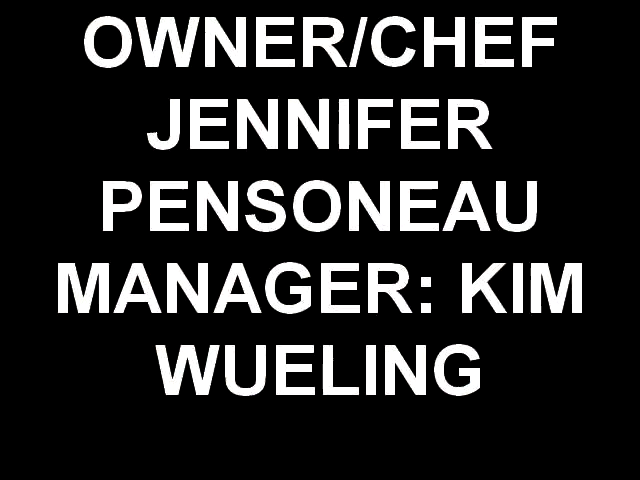 OWNER/CHEF
JENNIFER
PENSONEAU
MANAGER: KIM
WUELING